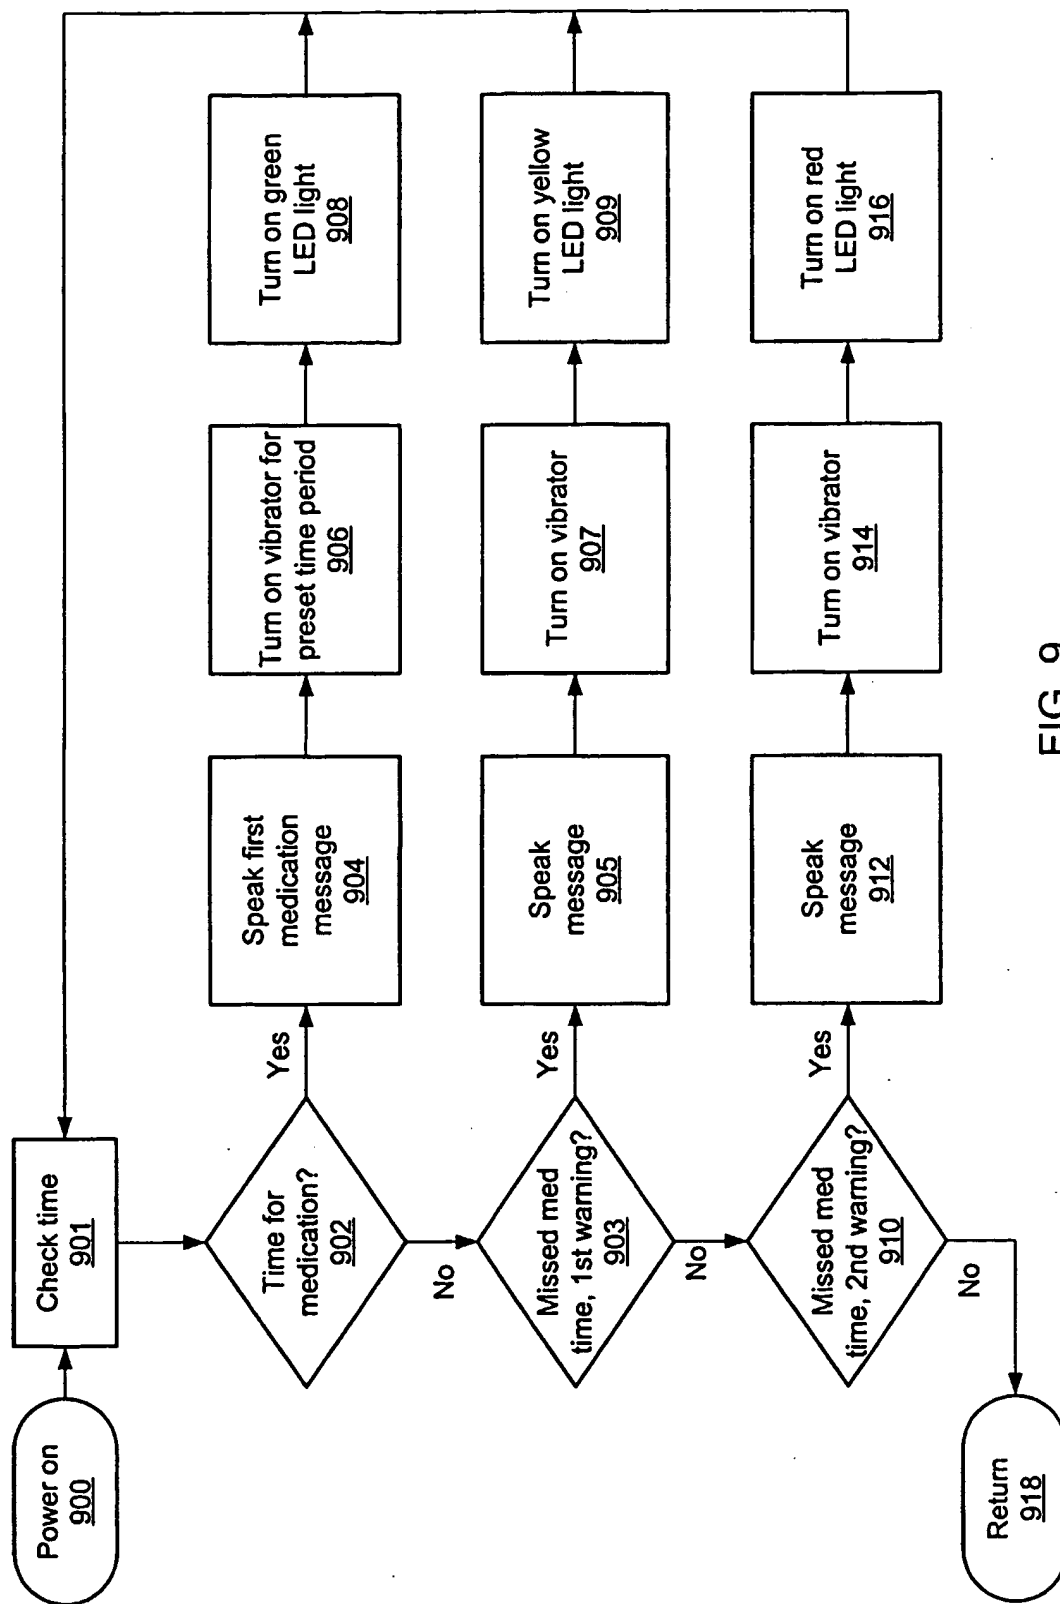 Power on
900
Check time
901
Time for
medication?
902
Yes
Speak first
medication
message
904
Turn on vibrator for
preset time period
906
Turn on green
LED light
908
No
Missed med
time, 1st warning?
903
Yes
Speak
message
905
Turn on vibrator
907
Turn on yellow
LED light
909
No
Missed med
time, 2nd warning?
910
Yes
Speak
message
912
Turn on vibrator
914
Turn on red
LED light
916
No
Return
918
FIG. 9